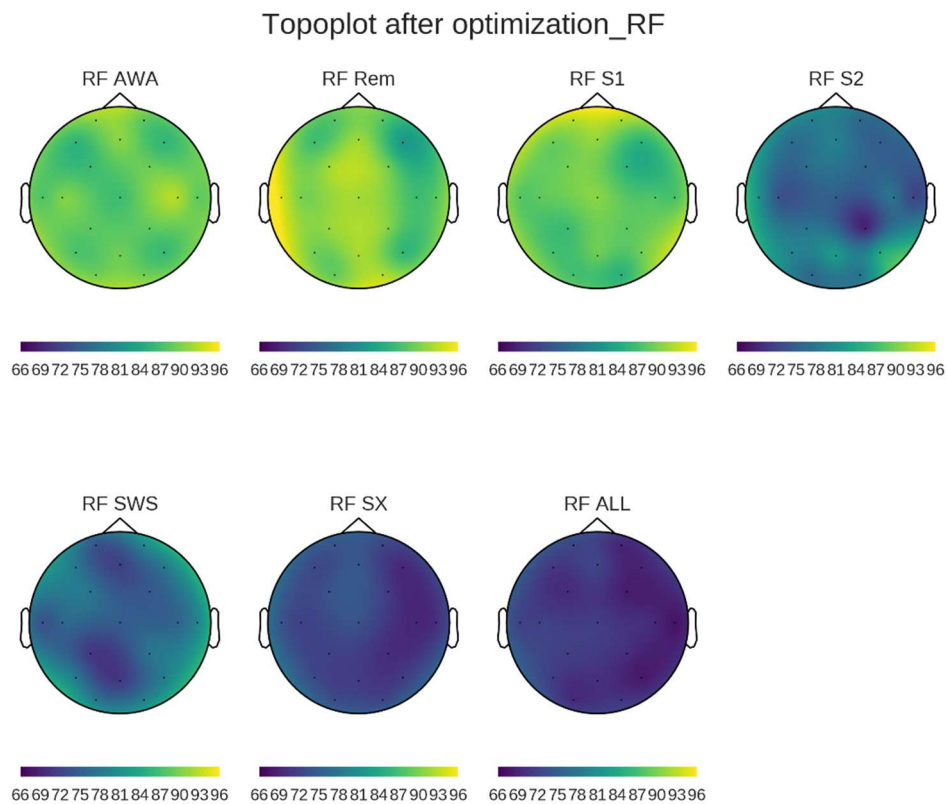 Topoplot after optimization_RF
RF AWA RF Rem RF S1 RF S2
66 69 72 75 78 81 84 87 90 93 96 66 69 72 75 78 81 84 87 90 93 96 66 69 72 75 78 81 84 87 90 93 96 66 69 72 75 78 81 84 87 90 93 96
RF SWS RF SX RF ALL
66 69 72 75 78 81 84 87 90 93 96 66 69 72 75 78 81 84 87 90 93 96 66 69 72 75 78 81 84 87 90 93 96